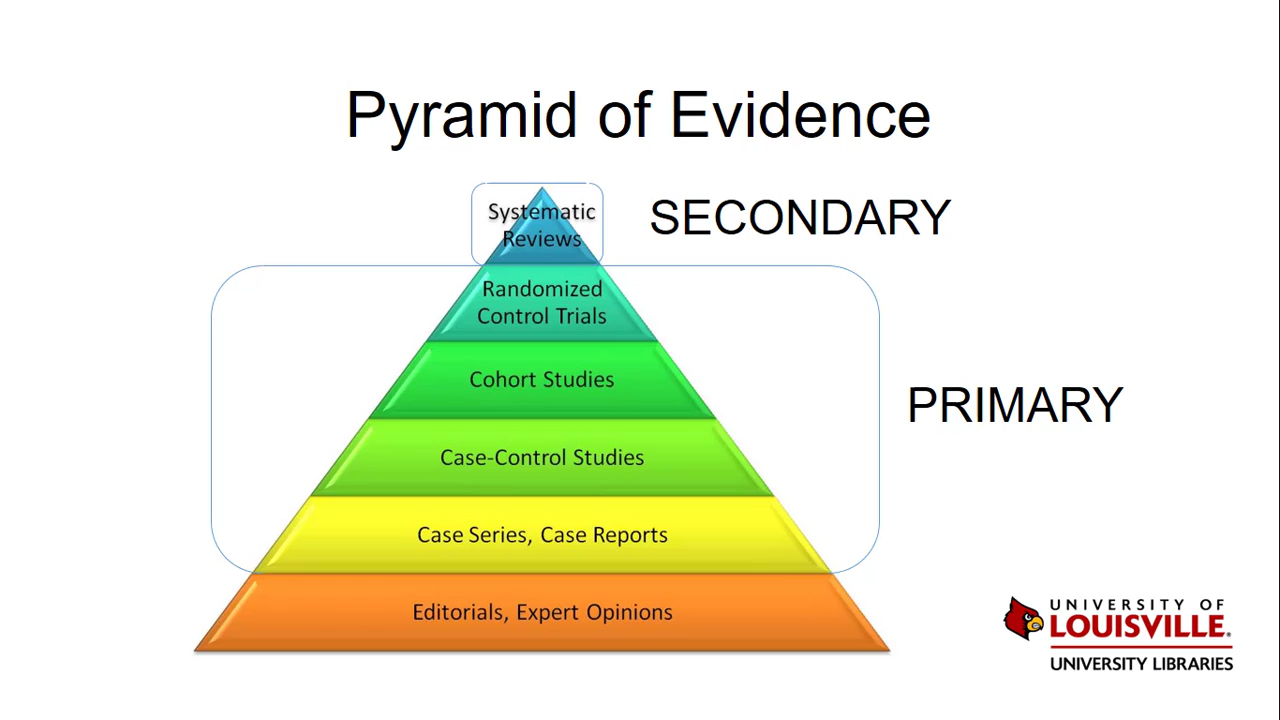 Pyramid of Evidence
Systematic
Reviews
SECONDARY
Randomized
Control Trials
Cohort Studies
PRIMARY
Case-Control Studies
Case Series, Case Reports
Editorials, Expert Opinions
UNIVERSITY OF
LOUISVILLE.
UNIVERSITY LIBRARIES